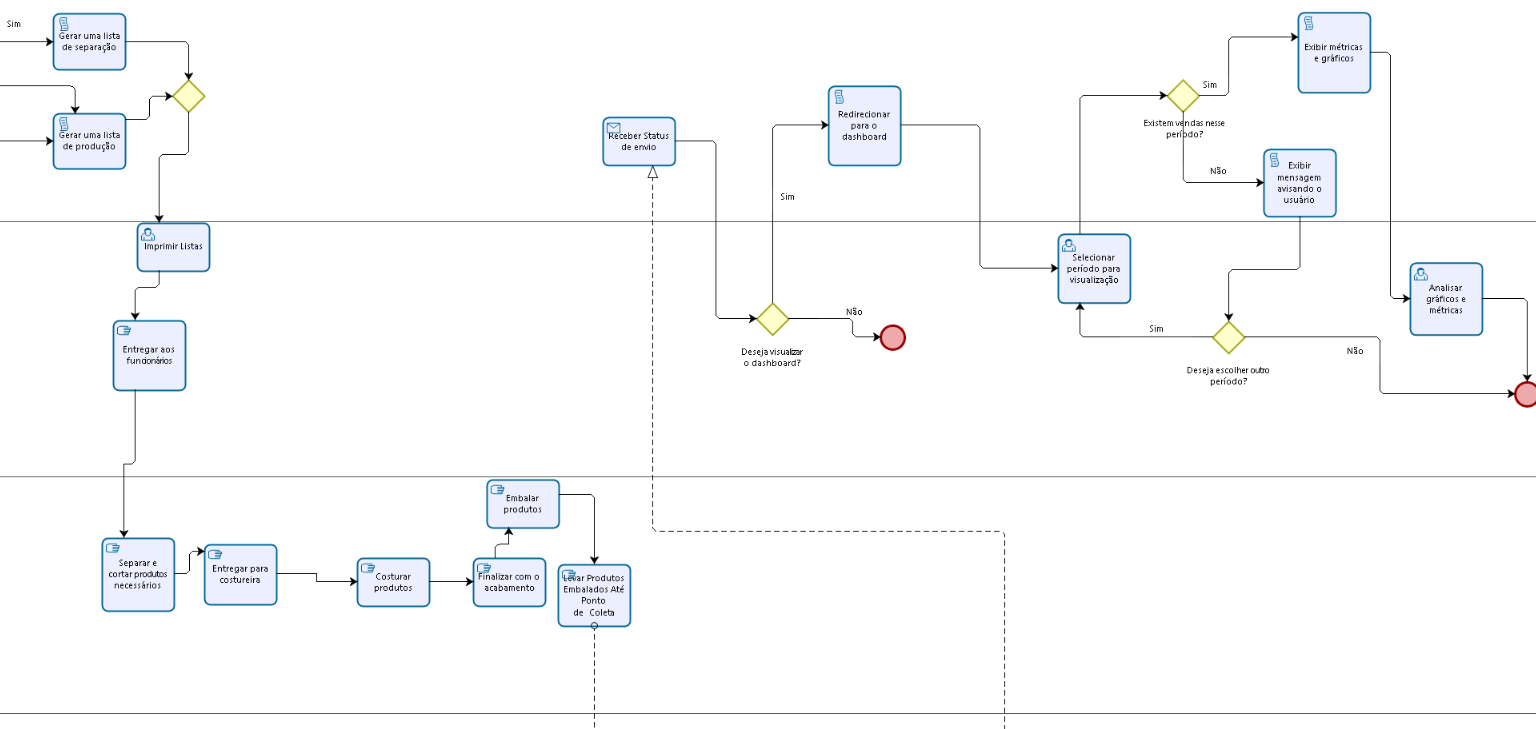 Sim
Gerar uma lista
de separação
Gerar uma lista
de produção
Imprimir Listas
Entregar aos
funcionários
Separar e
cortar produtos
necessários
Entregar para
costureira
Costurar
produtos
Finalizar com o
acabamento
Embalar
produtos
Levar Produtos
Embalados Até
Ponto
de Coleta
Receber Status
de envio
Deseja visualizar
o dashboard?
Sim
Não
Redirecionar
para o
dashboard
Selecionar
período para
visualização
Existem vendas nesse
período?
Sim
Não
Exibir métricas
e gráficos
Exibir
mensagem
avisando o
usuário
Deseja escolher outro
período?
Sim
Não
Analisar
gráficos e
métricas